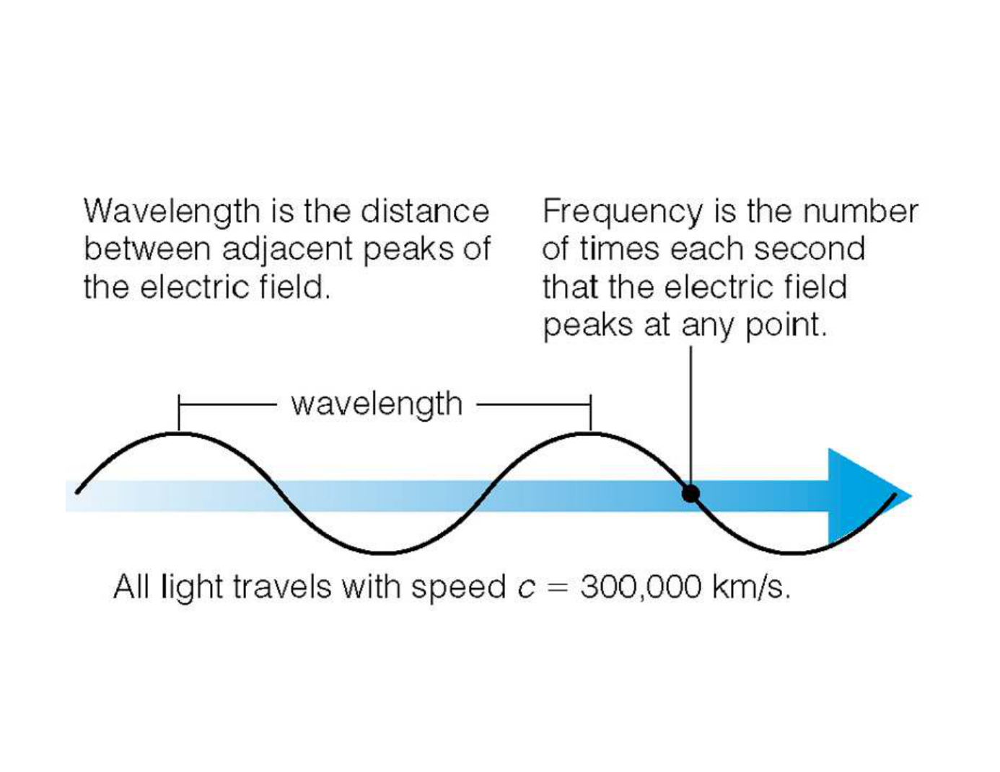 Wavelength is the distance
between adjacent peaks of
the electric field.
Frequency is the number
of times each second
that the electric field
peaks at any point.
wavelength
All light travels with speed c = 300,000 km/s.